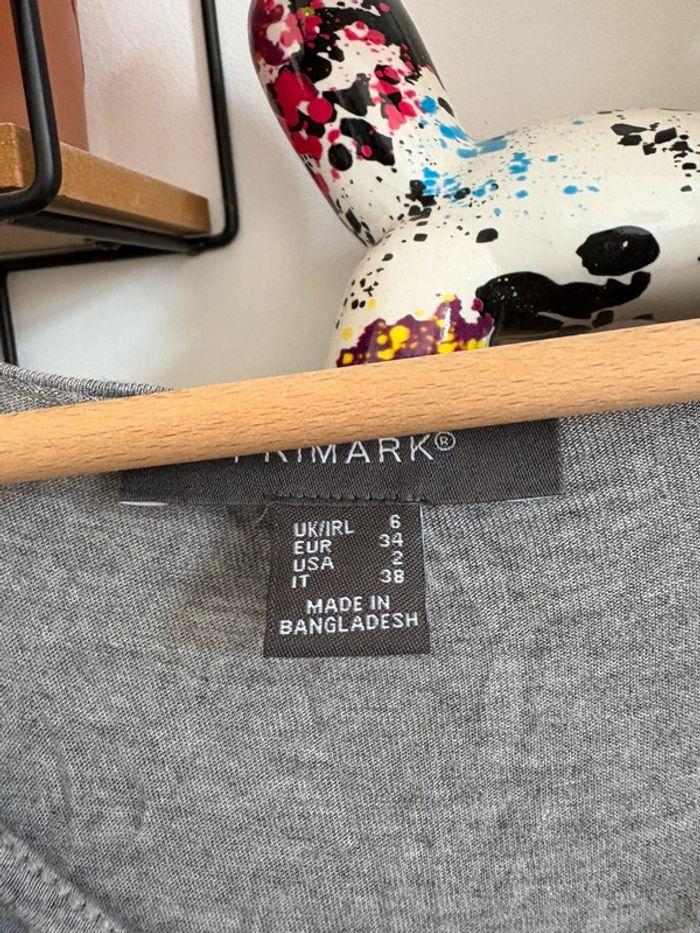 PRIMARK®
UK/IRL 6
EUR 34
USA 2
IT 38
MADE IN
BANGLADESH